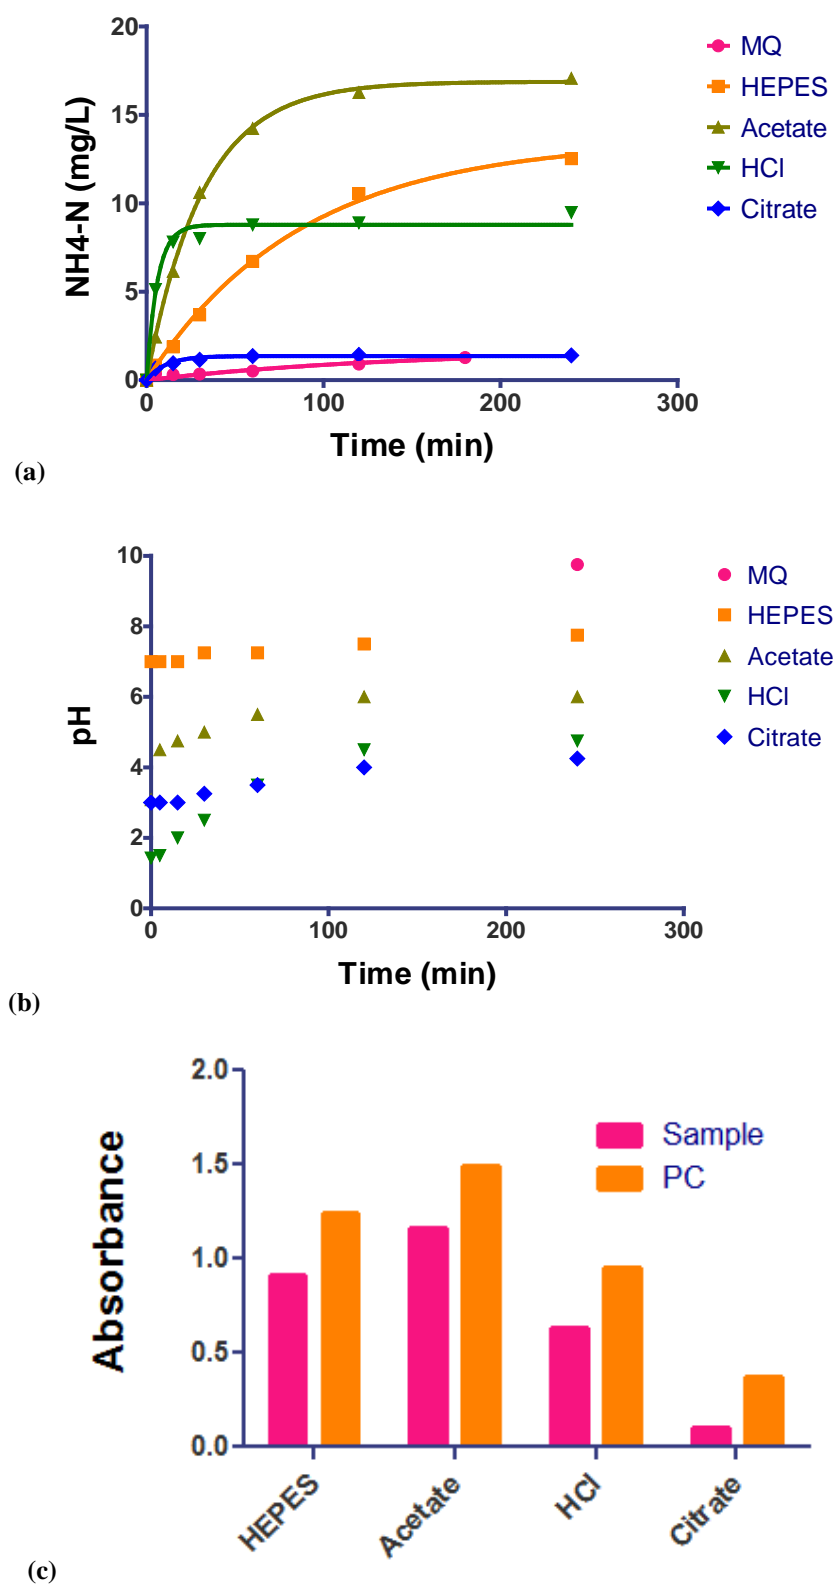 20
15
10
5
0
NH4-N (mg/L)
0 100 200 300
Time (min)
MQ
HEPES
Acetate
HCl
Citrate
(a)
10
8
6
4
2
0
pH
0 100 200 300
Time (min)
MQ
HEPES
Acetate
HCl
Citrate
(b)
2.0
1.5
1.0
0.5
0.0
Absorbance
Sample
PC
HEPES
Acetate
HCl
Citrate
(c)